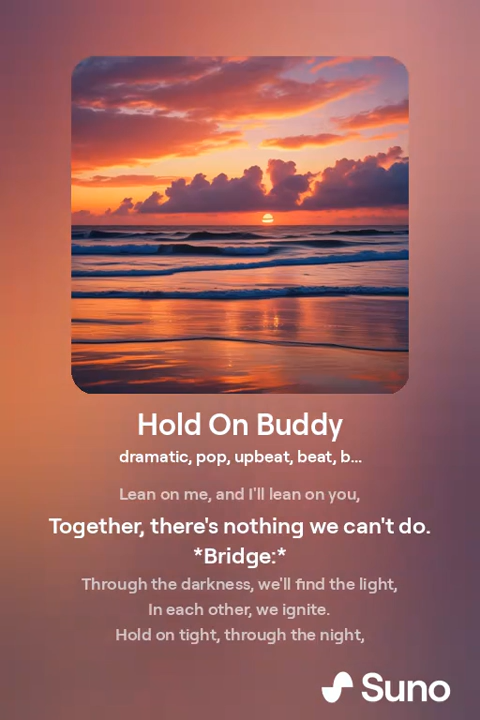 Hold On Buddy
dramatic, pop, upbeat, beat, b...
Lean on me, and I'll lean on you,
Together, there's nothing we can't do.
*Bridge:*
Through the darkness, we'll find the light,
In each other, we ignite.
Hold on tight, through the night,
Suno